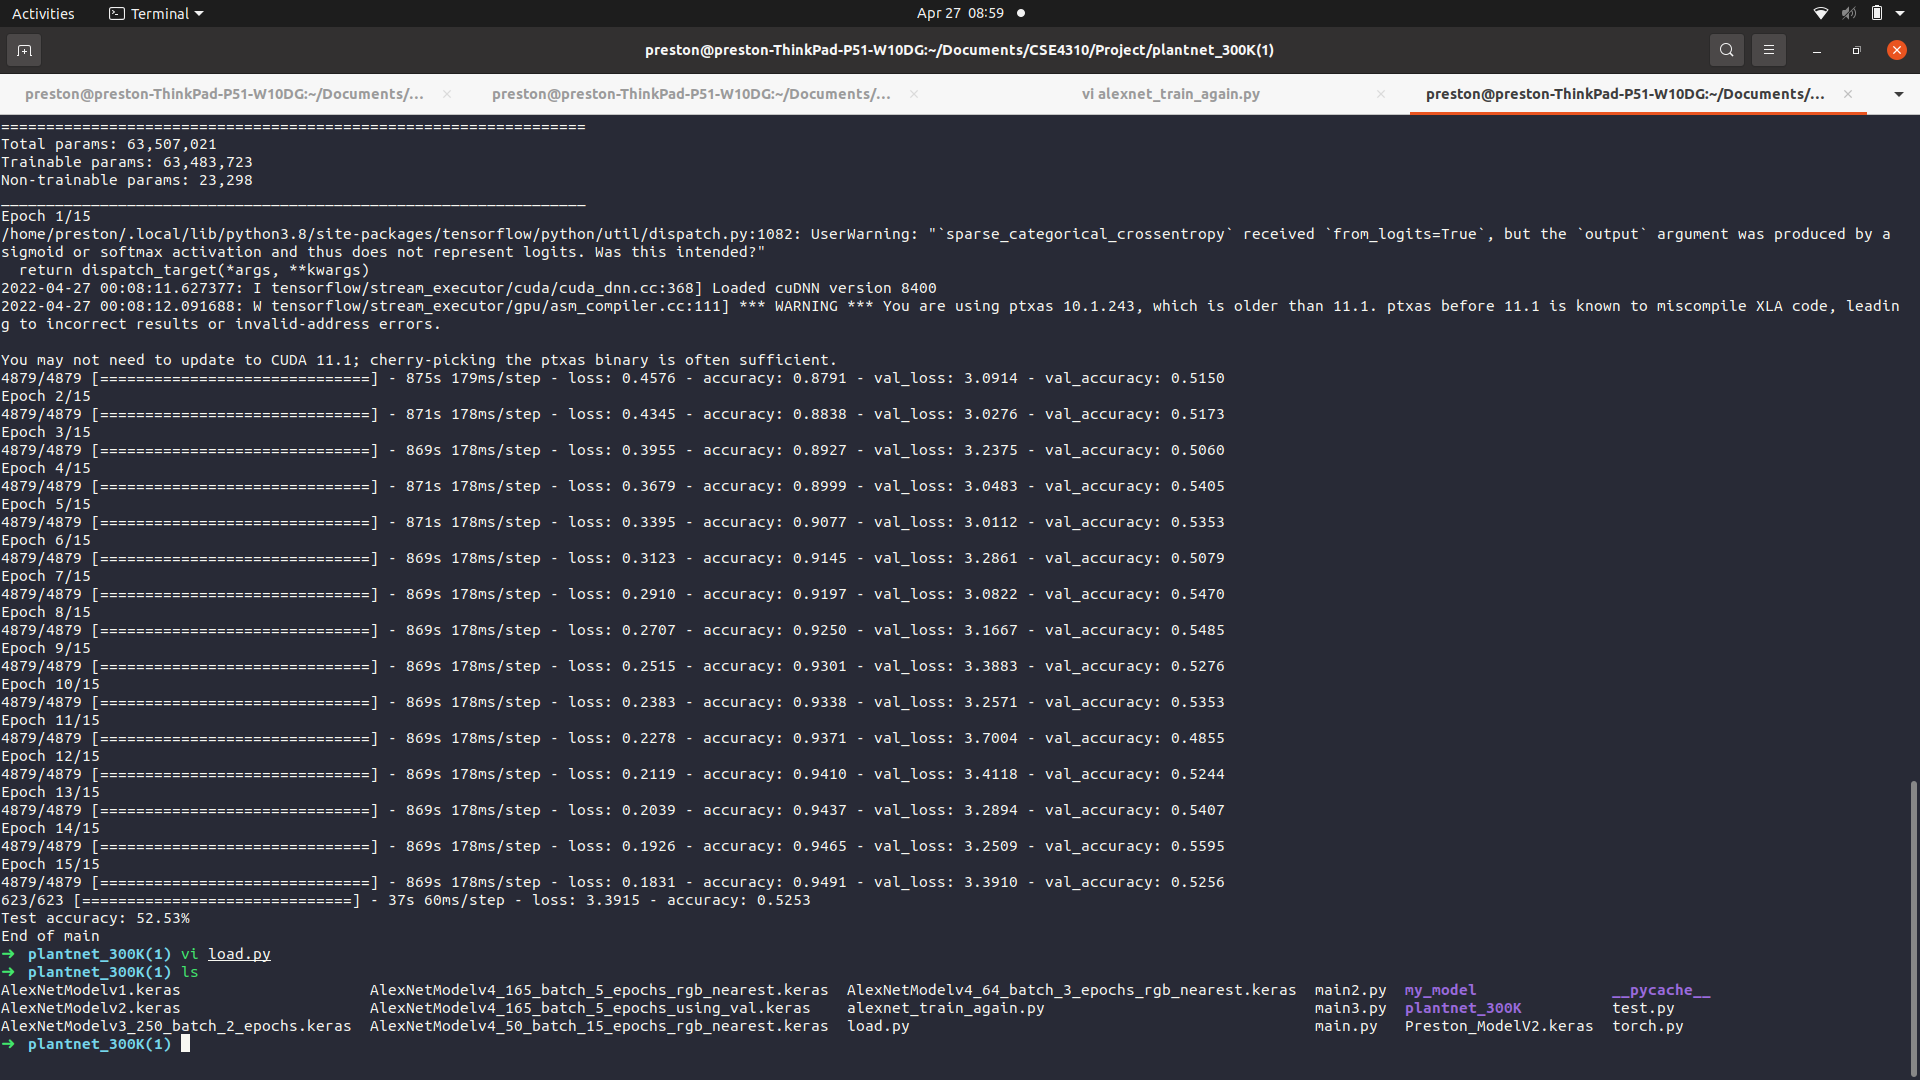 Activities Terminal Apr 27 08:59
preston@preston-ThinkPad-P51-W10DG:~/Documents/CSE4310/Project/plantnet_300K(1)
preston@preston-ThinkPad-P51-W10DG:~/Documents/... preston@preston-ThinkPad-P51-W10DG:~/Documents/... vi alexnet_train_again.py preston@preston-ThinkPad-P51-W10DG:~/Documents/...
=================================================================
Total params: 63,507,021
Trainable params: 63,483,723
Non-trainable params: 23,298
_________________________________________________________________
Epoch 1/15
/home/preston/.local/lib/python3.8/site-packages/tensorflow/python/util/dispatch.py:1082: UserWarning: "`sparse_categorical_crossentropy` received `from_logits=True`, but the `output` argument was produced by a
sigmoid or softmax activation and thus does not represent logits. Was this intended?"
  return dispatch_target(*args, **kwargs)
2022-04-27 00:08:11.627377: I tensorflow/stream_executor/cuda/cuda_dnn.cc:368] Loaded cuDNN version 8400
2022-04-27 00:08:12.091688: W tensorflow/stream_executor/gpu/asm_compiler.cc:111] *** WARNING *** You are using ptxas 10.1.243, which is older than 11.1. ptxas before 11.1 is known to miscompile XLA code, leadin
g to incorrect results or invalid-address errors.

You may not need to update to CUDA 11.1; cherry-picking the ptxas binary is often sufficient.
4879/4879 [==============================] - 875s 179ms/step - loss: 0.4576 - accuracy: 0.8791 - val_loss: 3.0914 - val_accuracy: 0.5150
Epoch 2/15
4879/4879 [==============================] - 871s 178ms/step - loss: 0.4345 - accuracy: 0.8838 - val_loss: 3.0276 - val_accuracy: 0.5173
Epoch 3/15
4879/4879 [==============================] - 869s 178ms/step - loss: 0.3955 - accuracy: 0.8927 - val_loss: 3.2375 - val_accuracy: 0.5060
Epoch 4/15
4879/4879 [==============================] - 871s 178ms/step - loss: 0.3679 - accuracy: 0.8999 - val_loss: 3.0483 - val_accuracy: 0.5405
Epoch 5/15
4879/4879 [==============================] - 871s 178ms/step - loss: 0.3395 - accuracy: 0.9077 - val_loss: 3.0112 - val_accuracy: 0.5353
Epoch 6/15
4879/4879 [==============================] - 869s 178ms/step - loss: 0.3123 - accuracy: 0.9145 - val_loss: 3.2861 - val_accuracy: 0.5079
Epoch 7/15
4879/4879 [==============================] - 869s 178ms/step - loss: 0.2910 - accuracy: 0.9197 - val_loss: 3.0822 - val_accuracy: 0.5470
Epoch 8/15
4879/4879 [==============================] - 869s 178ms/step - loss: 0.2707 - accuracy: 0.9250 - val_loss: 3.1667 - val_accuracy: 0.5485
Epoch 9/15
4879/4879 [==============================] - 869s 178ms/step - loss: 0.2515 - accuracy: 0.9301 - val_loss: 3.3883 - val_accuracy: 0.5276
Epoch 10/15
4879/4879 [==============================] - 869s 178ms/step - loss: 0.2383 - accuracy: 0.9338 - val_loss: 3.2571 - val_accuracy: 0.5353
Epoch 11/15
4879/4879 [==============================] - 869s 178ms/step - loss: 0.2278 - accuracy: 0.9371 - val_loss: 3.7004 - val_accuracy: 0.4855
Epoch 12/15
4879/4879 [==============================] - 869s 178ms/step - loss: 0.2119 - accuracy: 0.9410 - val_loss: 3.4118 - val_accuracy: 0.5244
Epoch 13/15
4879/4879 [==============================] - 869s 178ms/step - loss: 0.2039 - accuracy: 0.9437 - val_loss: 3.2894 - val_accuracy: 0.5407
Epoch 14/15
4879/4879 [==============================] - 869s 178ms/step - loss: 0.1926 - accuracy: 0.9465 - val_loss: 3.2509 - val_accuracy: 0.5595
Epoch 15/15
4879/4879 [==============================] - 869s 178ms/step - loss: 0.1831 - accuracy: 0.9491 - val_loss: 3.3910 - val_accuracy: 0.5256
623/623 [==============================] - 37s 60ms/step - loss: 3.3915 - accuracy: 0.5253
Test accuracy: 52.53%
End of main
➜  plantnet_300K(1) vi load.py
➜  plantnet_300K(1) ls
AlexNetModelv1.keras AlexNetModelv4_165_batch_5_epochs_rgb_nearest.keras AlexNetModelv4_64_batch_3_epochs_rgb_nearest.keras main2.py my_model __pycache__
AlexNetModelv2.keras AlexNetModelv4_165_batch_5_epochs_using_val.keras alexnet_train_again.py main3.py plantnet_300K test.py
AlexNetModelv3_250_batch_2_epochs.keras AlexNetModelv4_50_batch_15_epochs_rgb_nearest.keras load.py main.py Preston_ModelV2.keras torch.py
➜  plantnet_300K(1)